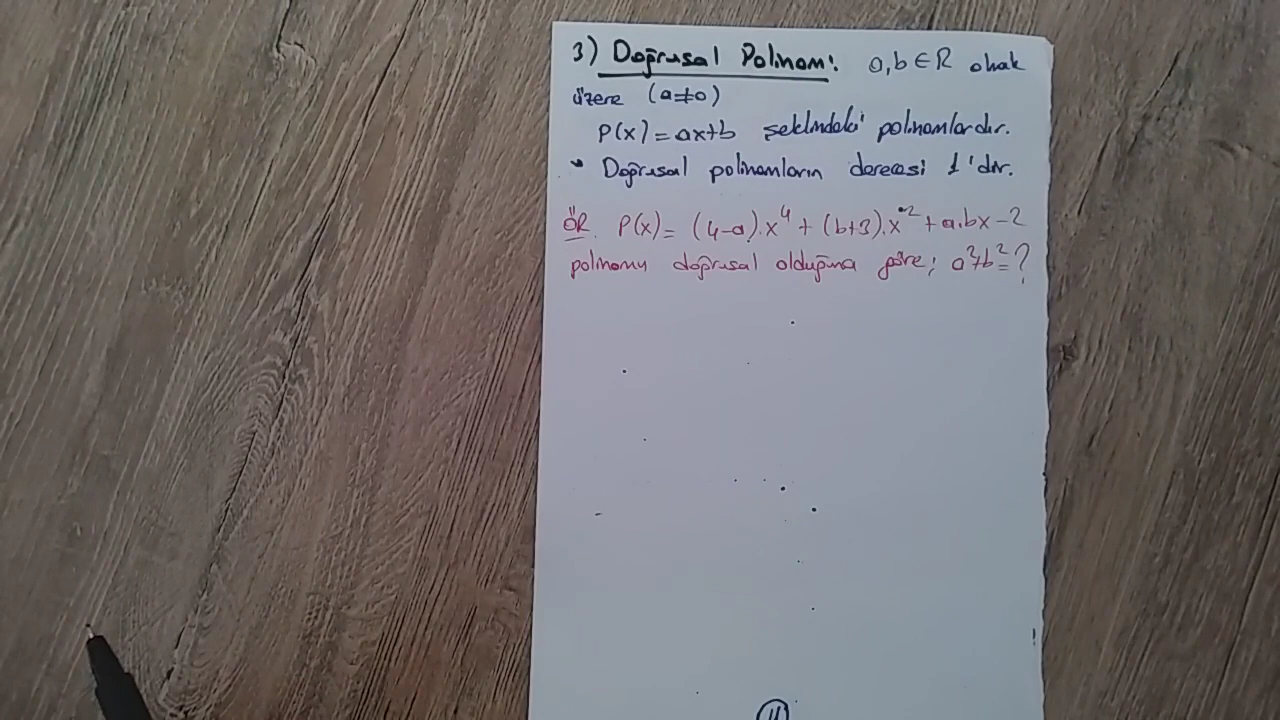 3) Doğrusal Polinom: a,b ∈ R olmak
üzere (a≠0)
P(x) = ax+b şeklindeki polinomlardır.
* Doğrusal polinomların derecesi 1'dir.
ÖR. P(x) = (4-a).x⁴ + (b+3).x² + a.bx - 2
polinomu doğrusal olduğuna göre; a²+b²=?
11